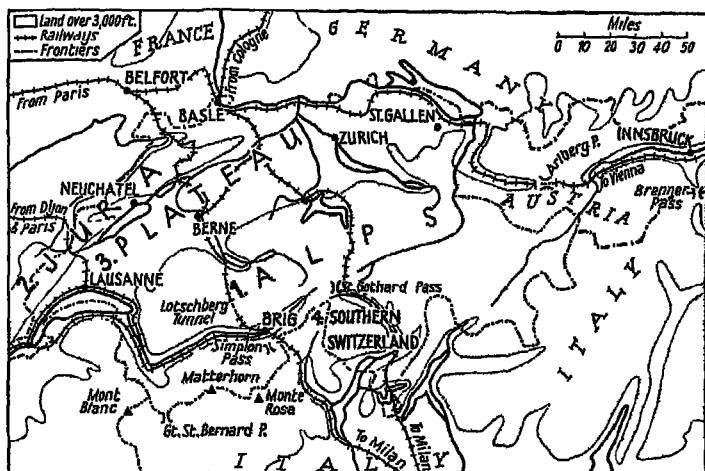 Land over 3,000 ft.
Railways
Frontiers
FRANCE
GERMANY
Miles
0 10 20 30 40 50
From Cologne
BELFORT
From Paris
BASLE
ST.GALLEN
ZURICH
Arlberg P.
INNSBRUCK
To Vienna
Brenner
Pass
AUSTRIA
NEUCHATEL
From Dijon
& Paris
2. JURA
3. PLATEAU
BERNE
1. ALPS
LAUSANNE
Lotschberg
Tunnel
St. Gothard Pass
BRIG
4. SOUTHERN
SWITZERLAND
Simplon
Pass
ITALY
Matterhorn
Mont
Blanc
Monte
Rosa
Gt. St. Bernard P.
To Milan
To Milan
ITALY